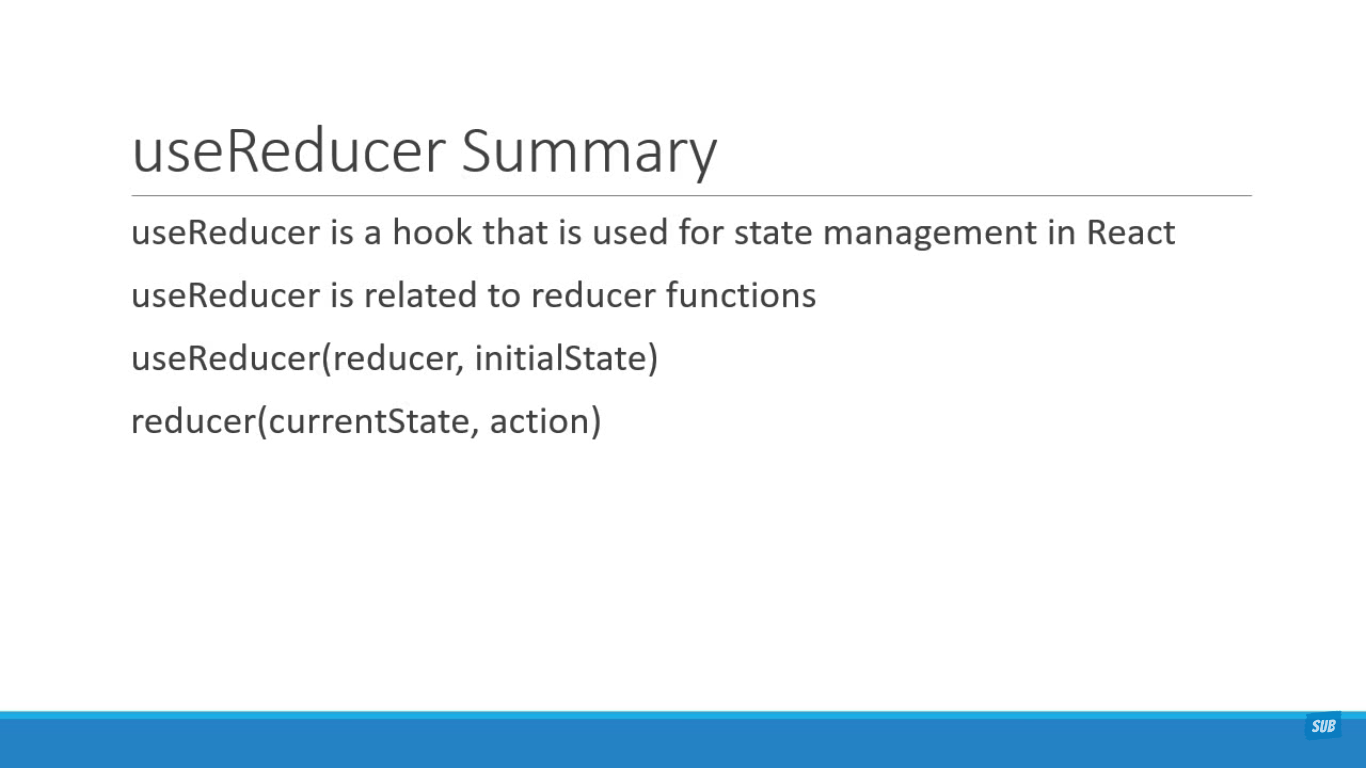 useReducer Summary
useReducer is a hook that is used for state management in React
useReducer is related to reducer functions
useReducer(reducer, initialState)
reducer(currentState, action)
SUB